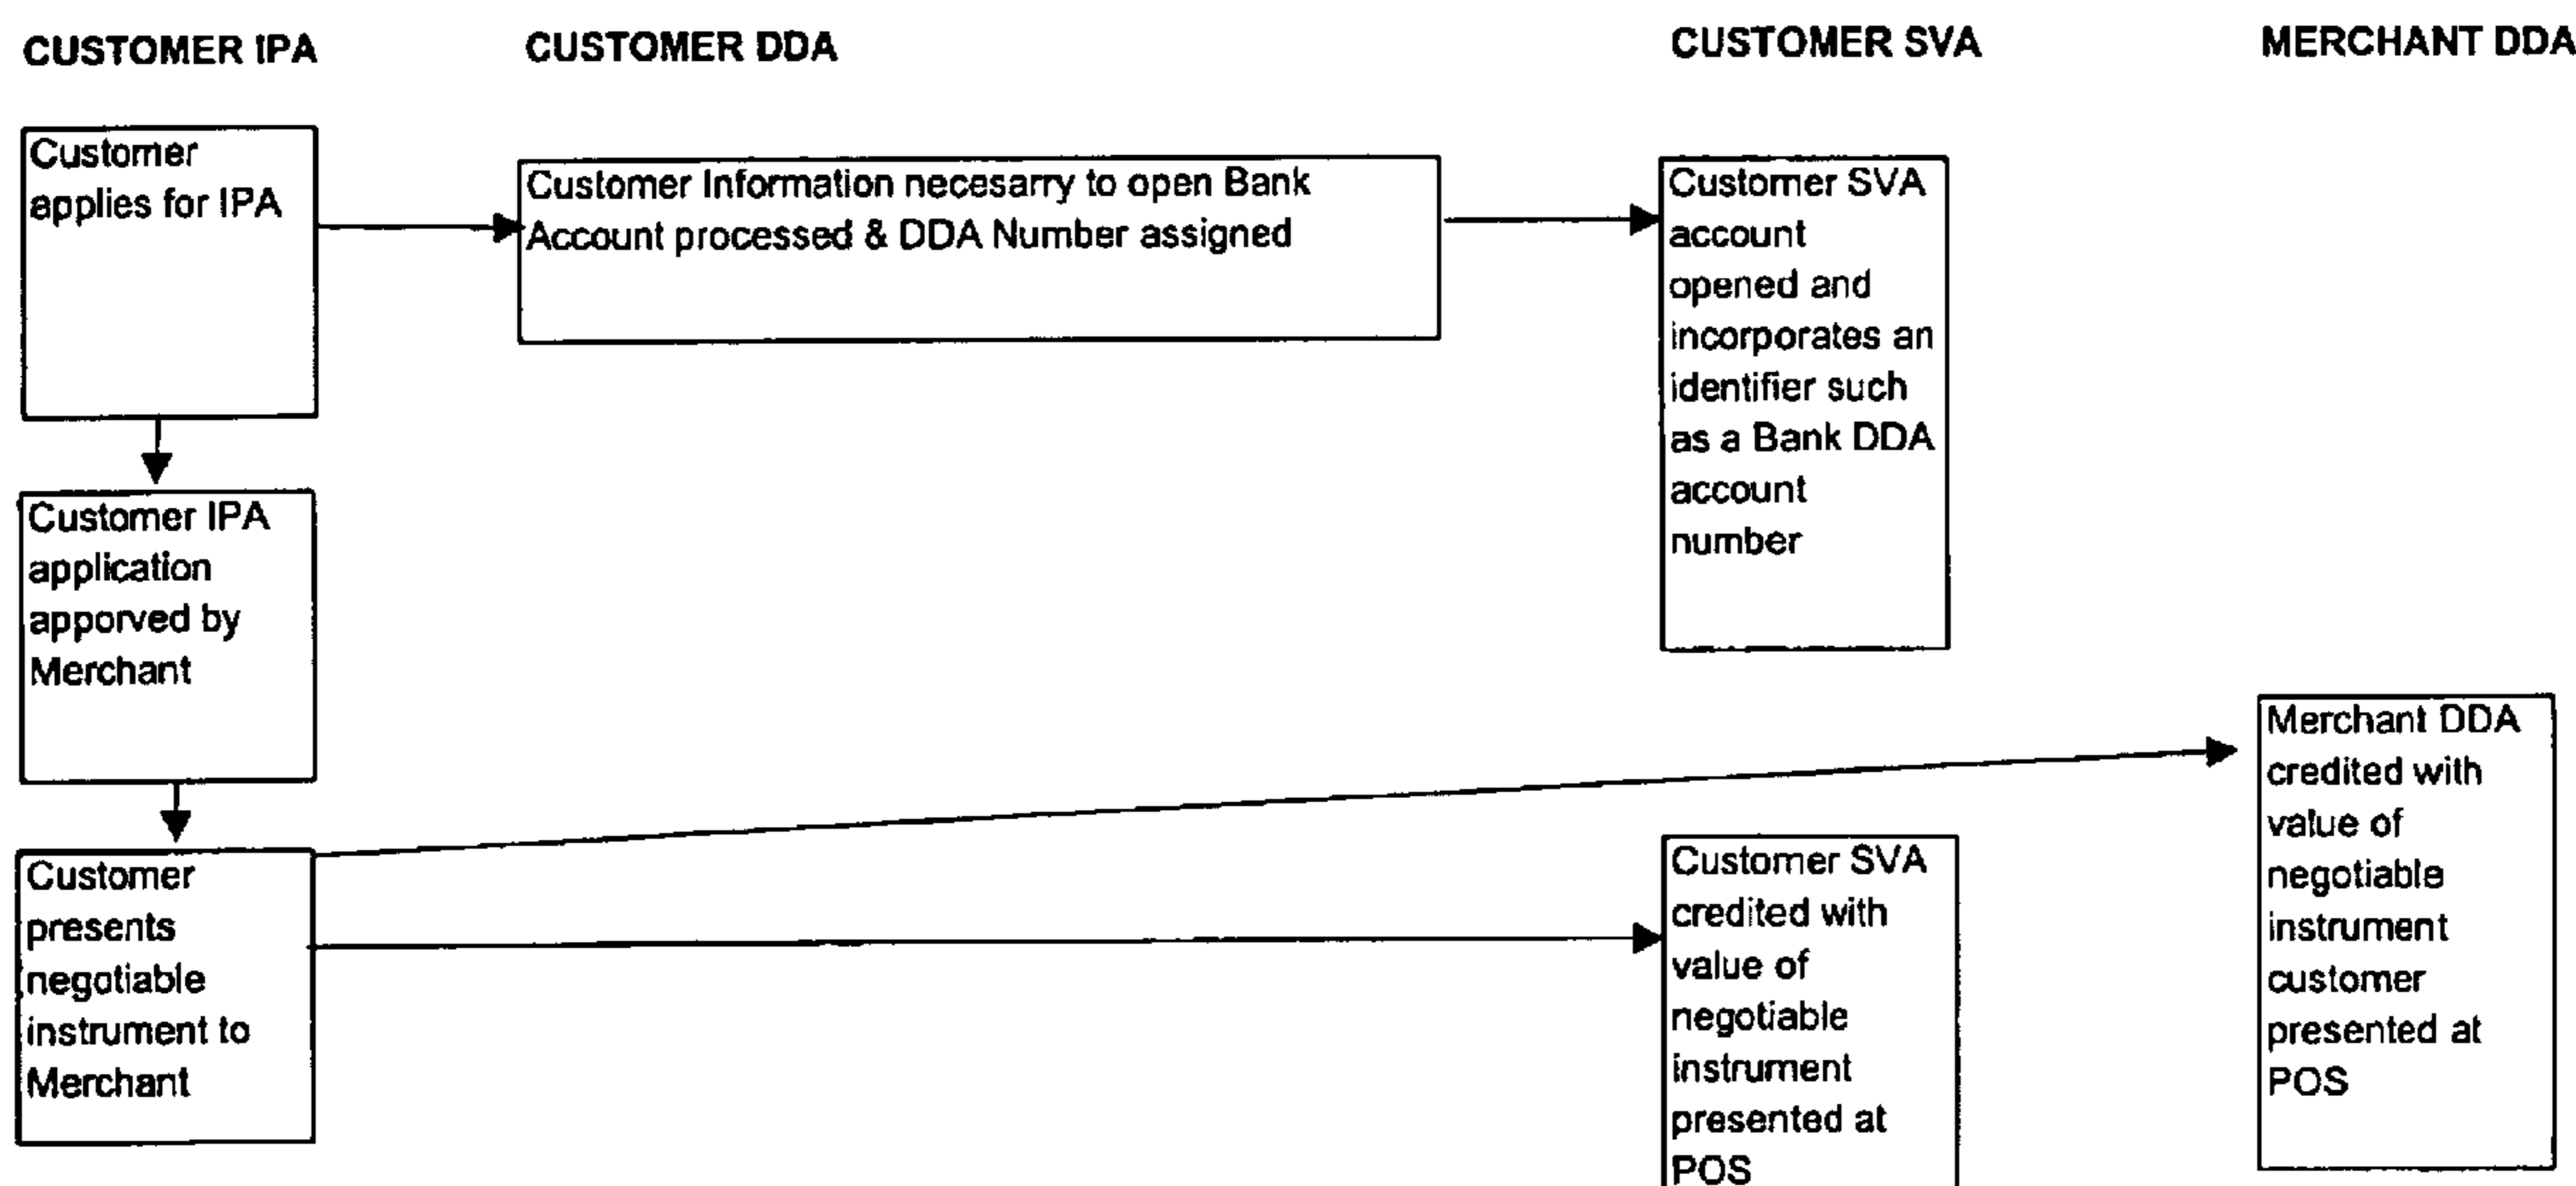 CUSTOMER IPA
CUSTOMER DDA
CUSTOMER SVA
MERCHANT DDA
Customer
applies for IPA
Customer Information necesarry to open Bank
Account processed & DDA Number assigned
Customer SVA
account
opened and
incorporates an
identifier such
as a Bank DDA
account
number
Customer IPA
application
apporved by
Merchant
Customer
presents
negotiable
instrument to
Merchant
Customer SVA
credited with
value of
negotiable
instrument
presented at
POS
Merchant DDA
credited with
value of
negotiable
instrument
customer
presented at
POS